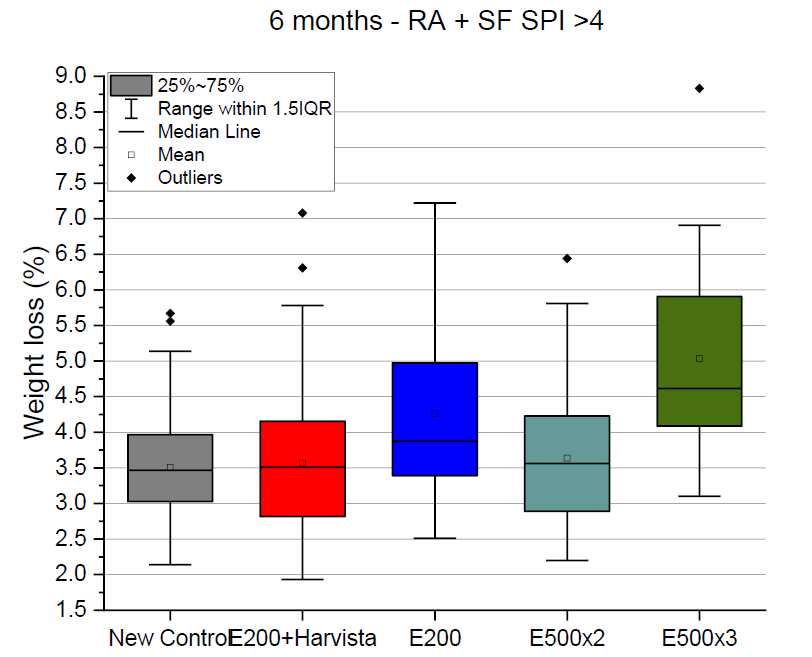 6 months - RA + SF SPI >4
25%~75%
Range within 1.5IQR
Median Line
Mean
Outliers
Weight loss (%)
9.0
8.5
8.0
7.5
7.0
6.5
6.0
5.5
5.0
4.5
4.0
3.5
3.0
2.5
2.0
1.5
New Control E200+Harvista E200 E500x2 E500x3